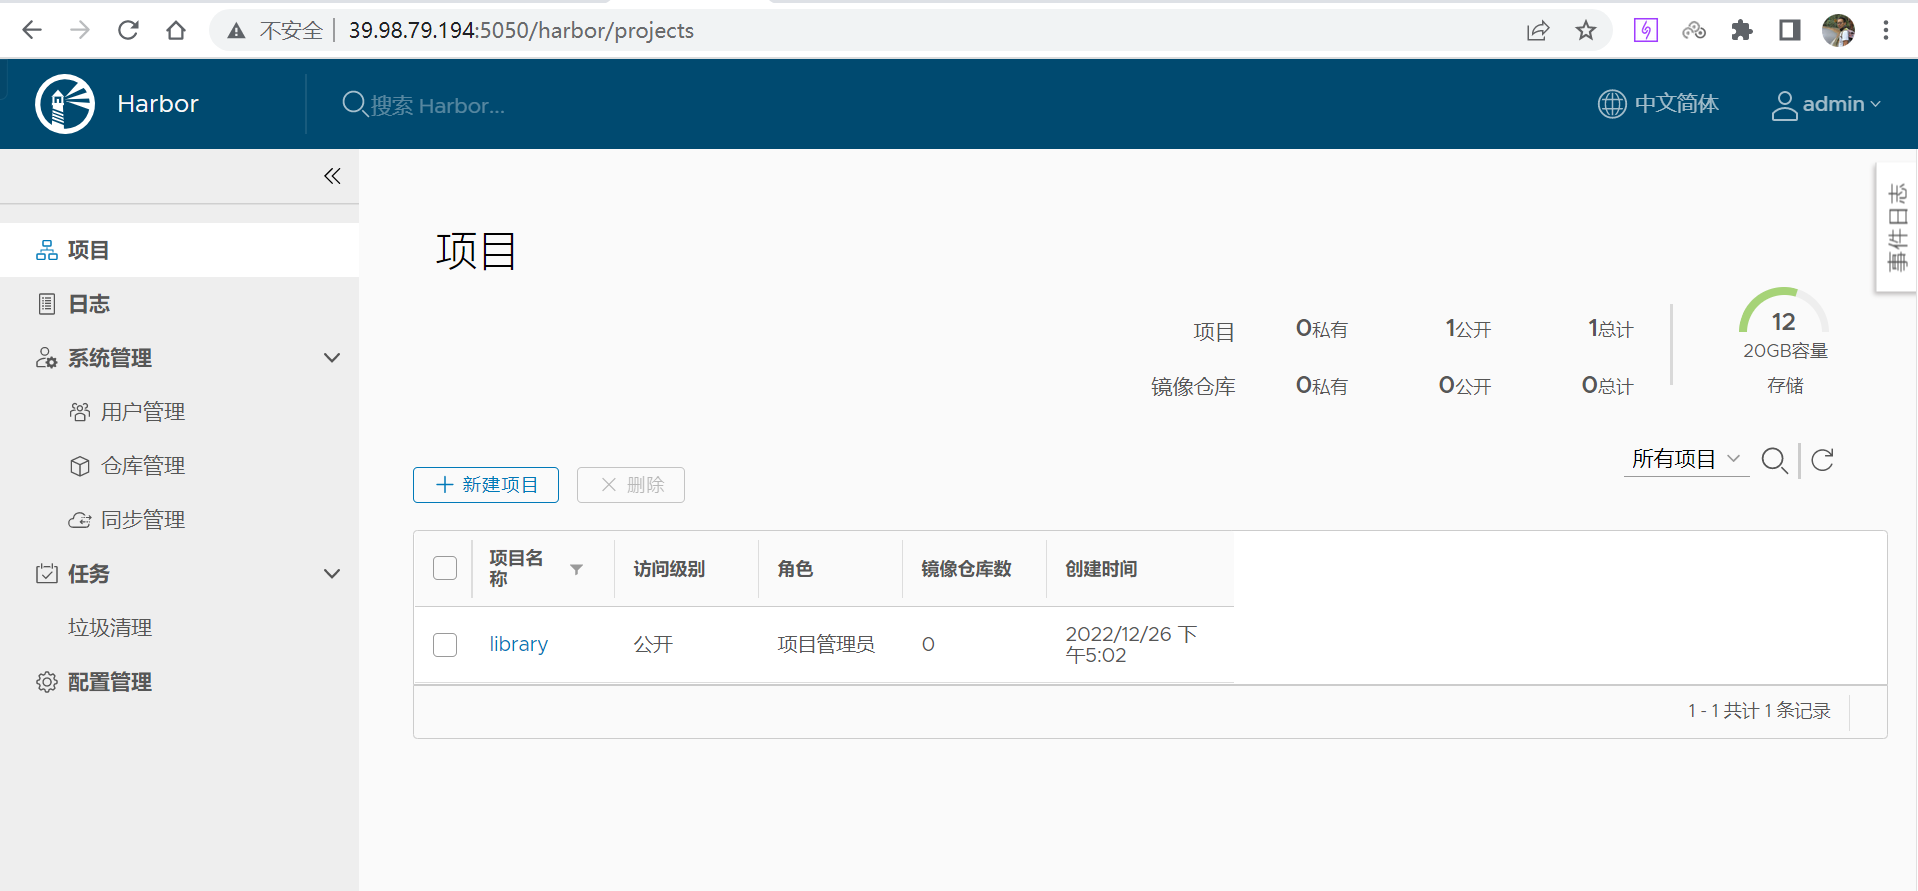 不安全 39.98.79.194:5050/harbor/projects
Harbor
搜索 Harbor...
中文简体
admin
事件日志
项目
日志
系统管理
用户管理
仓库管理
同步管理
任务
垃圾清理
配置管理
项目
项目 0私有 1公开 1总计
镜像仓库 0私有 0公开 0总计
12
20GB容量
存储
所有项目
新建项目 删除
项目名
称
访问级别 角色 镜像仓库数 创建时间
library 公开 项目管理员 0 2022/12/26 下
午5:02
1 - 1 共计 1 条记录